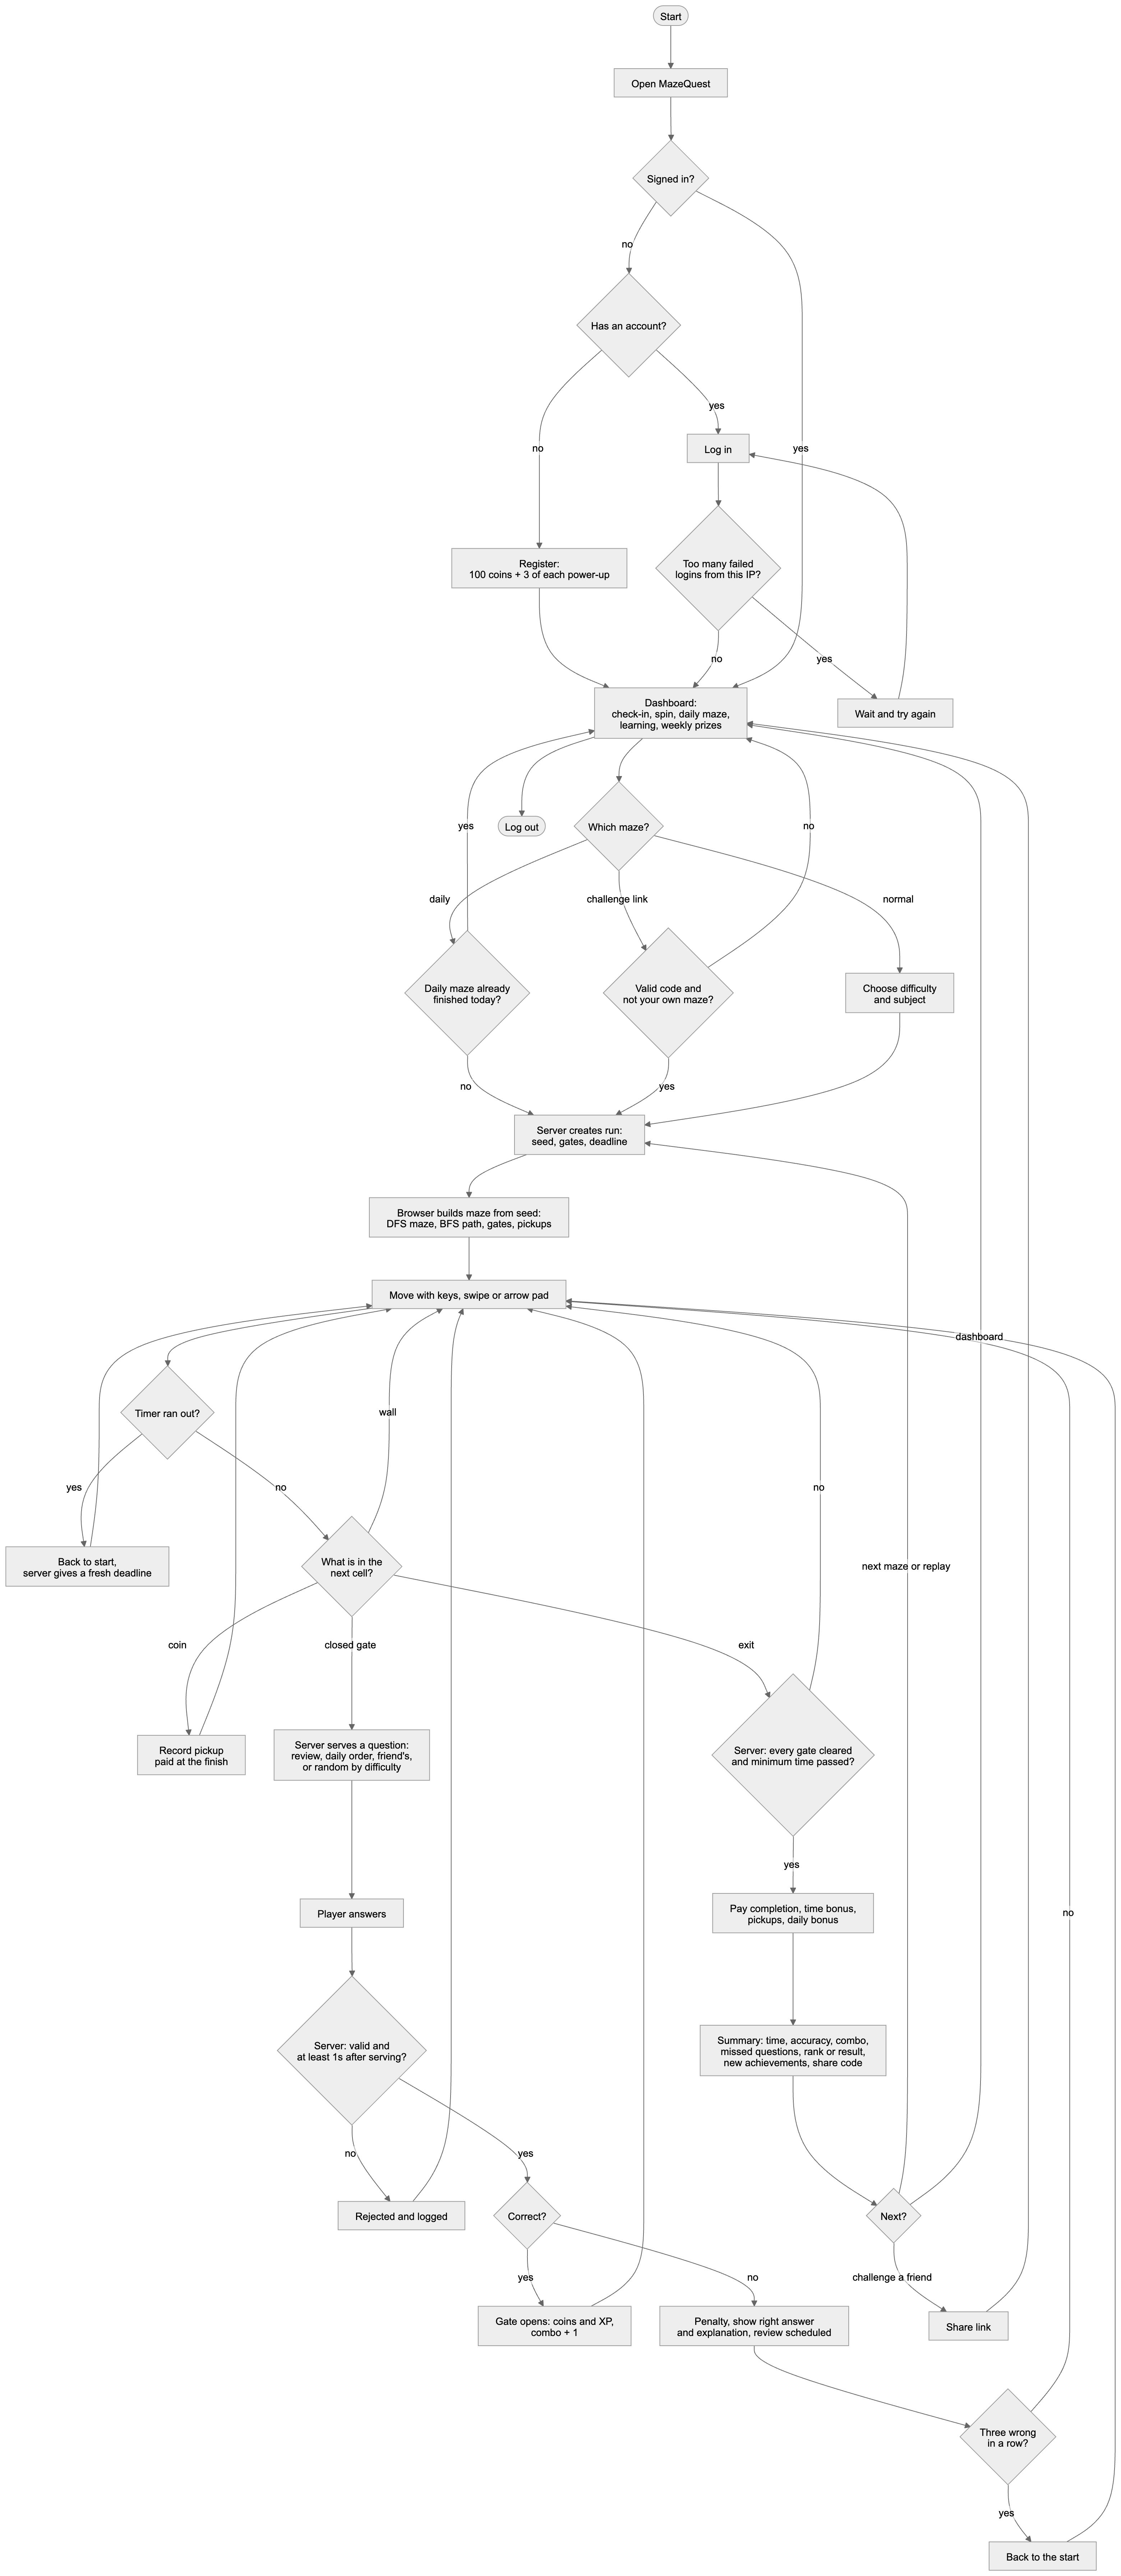 Start
Open MazeQuest
Signed in?
no
Has an account?
yes
no
yes
Log in
Too many failed
logins from this IP?
Register:
100 coins + 3 of each power-up
no
yes
Dashboard:
check-in, spin, daily maze,
learning, weekly prizes
Wait and try again
yes
Log out
Which maze?
no
daily
challenge link
normal
Daily maze already
finished today?
Valid code and
not your own maze?
Choose difficulty
and subject
no
yes
Server creates run:
seed, gates, deadline
Browser builds maze from seed:
DFS maze, BFS path, gates, pickups
Move with keys, swipe or arrow pad
dashboard
Timer ran out?
wall
yes
no
no
Back to start,
server gives a fresh deadline
What is in the
next cell?
next maze or replay
coin
closed gate
exit
Record pickup
paid at the finish
Server serves a question:
review, daily order, friend's,
or random by difficulty
Server: every gate cleared
and minimum time passed?
yes
Player answers
Pay completion, time bonus,
pickups, daily bonus
no
Server: valid and
at least 1s after serving?
Summary: time, accuracy, combo,
missed questions, rank or result,
new achievements, share code
no
yes
Rejected and logged
Correct?
Next?
yes
no
challenge a friend
Gate opens: coins and XP,
combo + 1
Penalty, show right answer
and explanation, review scheduled
Share link
Three wrong
in a row?
yes
Back to the start